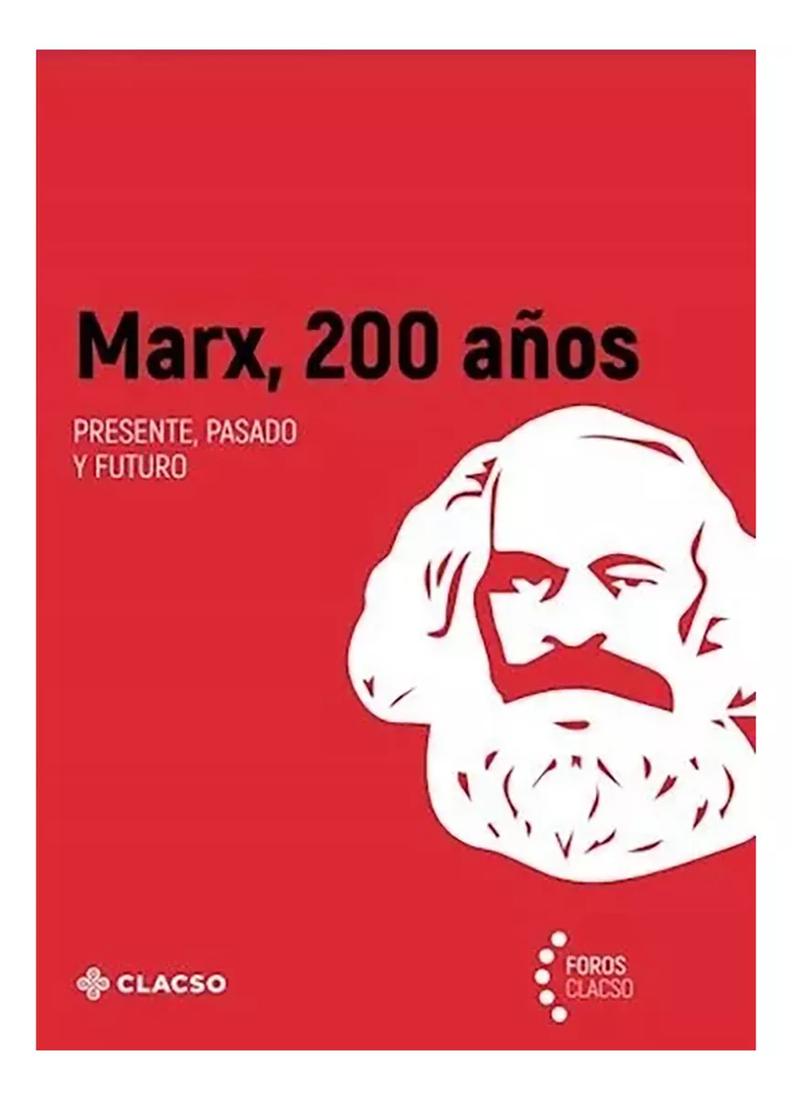 Marx, 200 años
PRESENTE, PASADO
Y FUTURO
CLACSO
FOROS
CLACSO